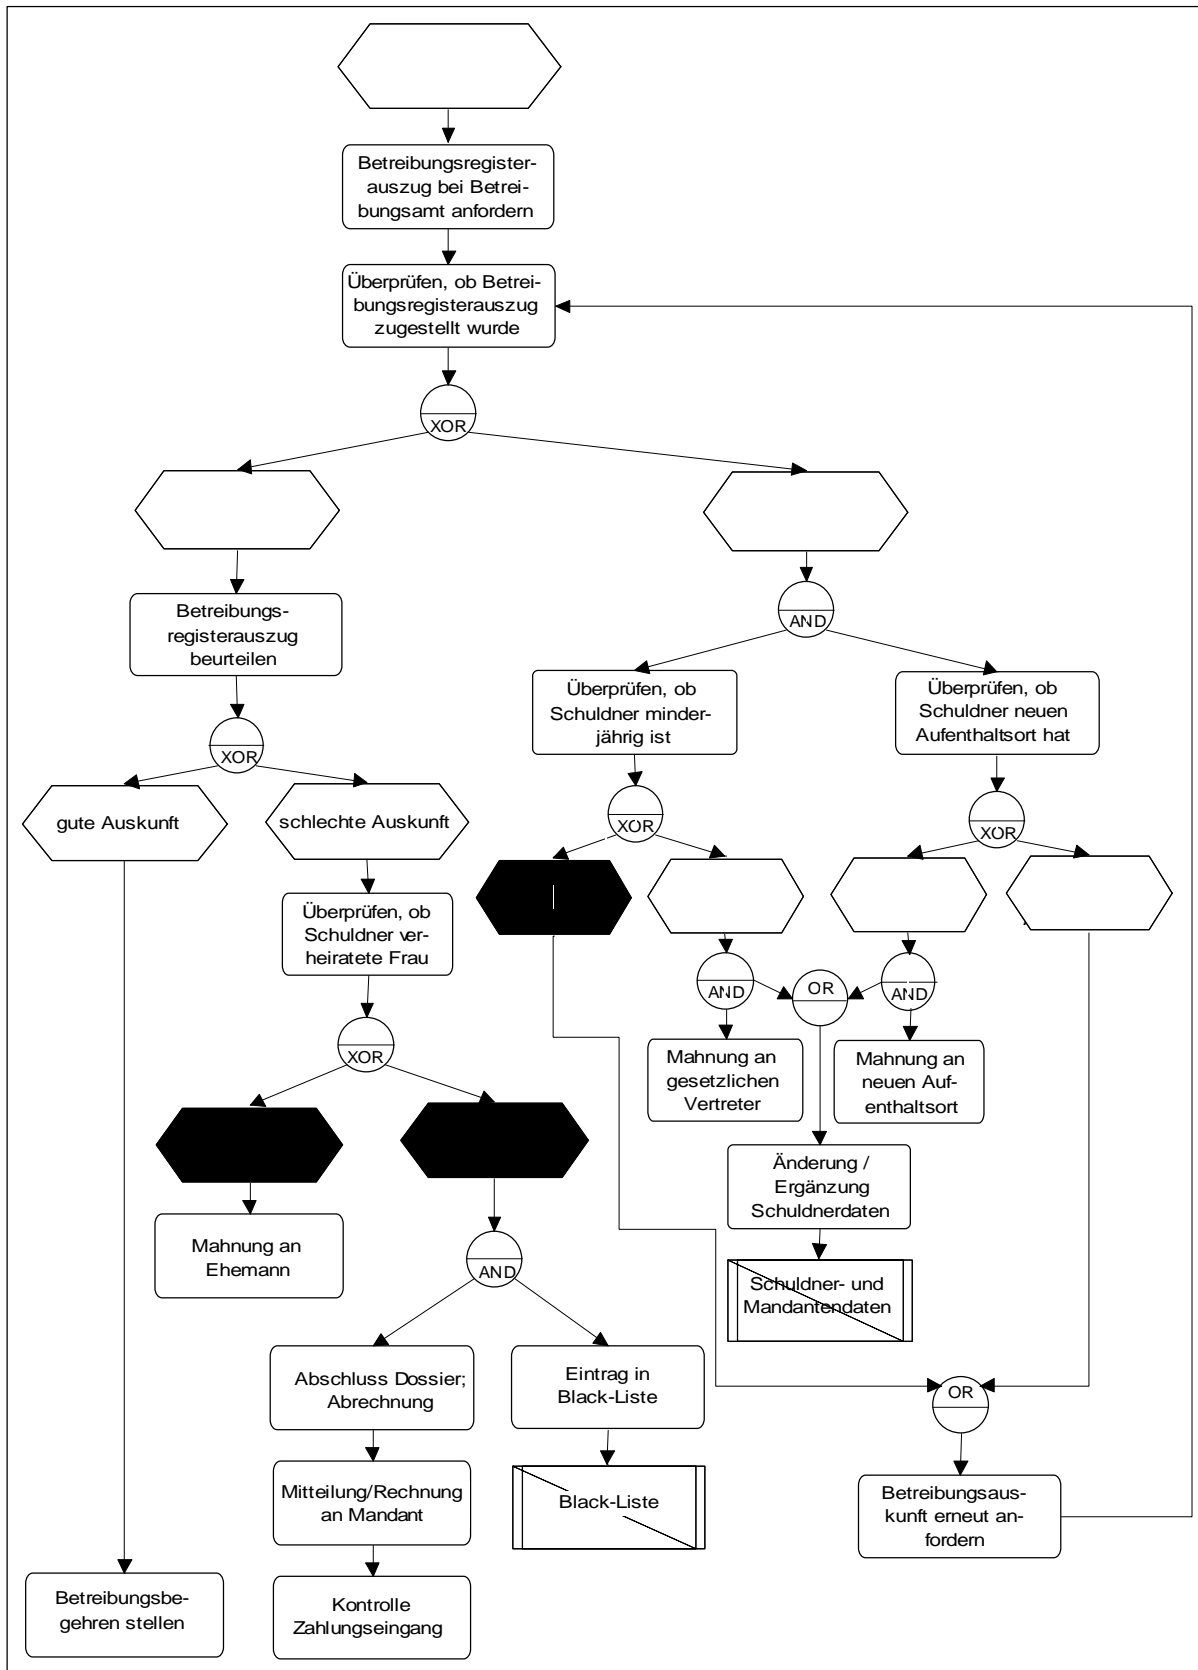 Betreibungsregister-
auszug bei Betrei-
bungsamt anfordern
Überprüfen, ob Betrei-
bungsregisterauszug
zugestellt wurde
XOR
Betreibungs-
registerauszug
beurteilen
AND
Überprüfen, ob
Schuldner minder-
jährig ist
Überprüfen, ob
Schuldner neuen
Aufenthaltsort hat
XOR
XOR
XOR
gute Auskunft
schlechte Auskunft
Überprüfen, ob
Schuldner ver-
heiratete Frau
AND
OR
AND
XOR
Mahnung an
gesetzlichen
Vertreter
Mahnung an
neuen Auf-
enthaltsort
Änderung /
Ergänzung
Schuldnerdaten
Mahnung an
Ehemann
AND
Schuldner- und
Mandantendaten
Abschluss Dossier;
Abrechnung
Eintrag in
Black-Liste
OR
Mitteilung/Rechnung
an Mandant
Black-Liste
Betreibungsaus-
kunft erneut an-
fordern
Betreibungsbe-
gehren stellen
Kontrolle
Zahlungseingang